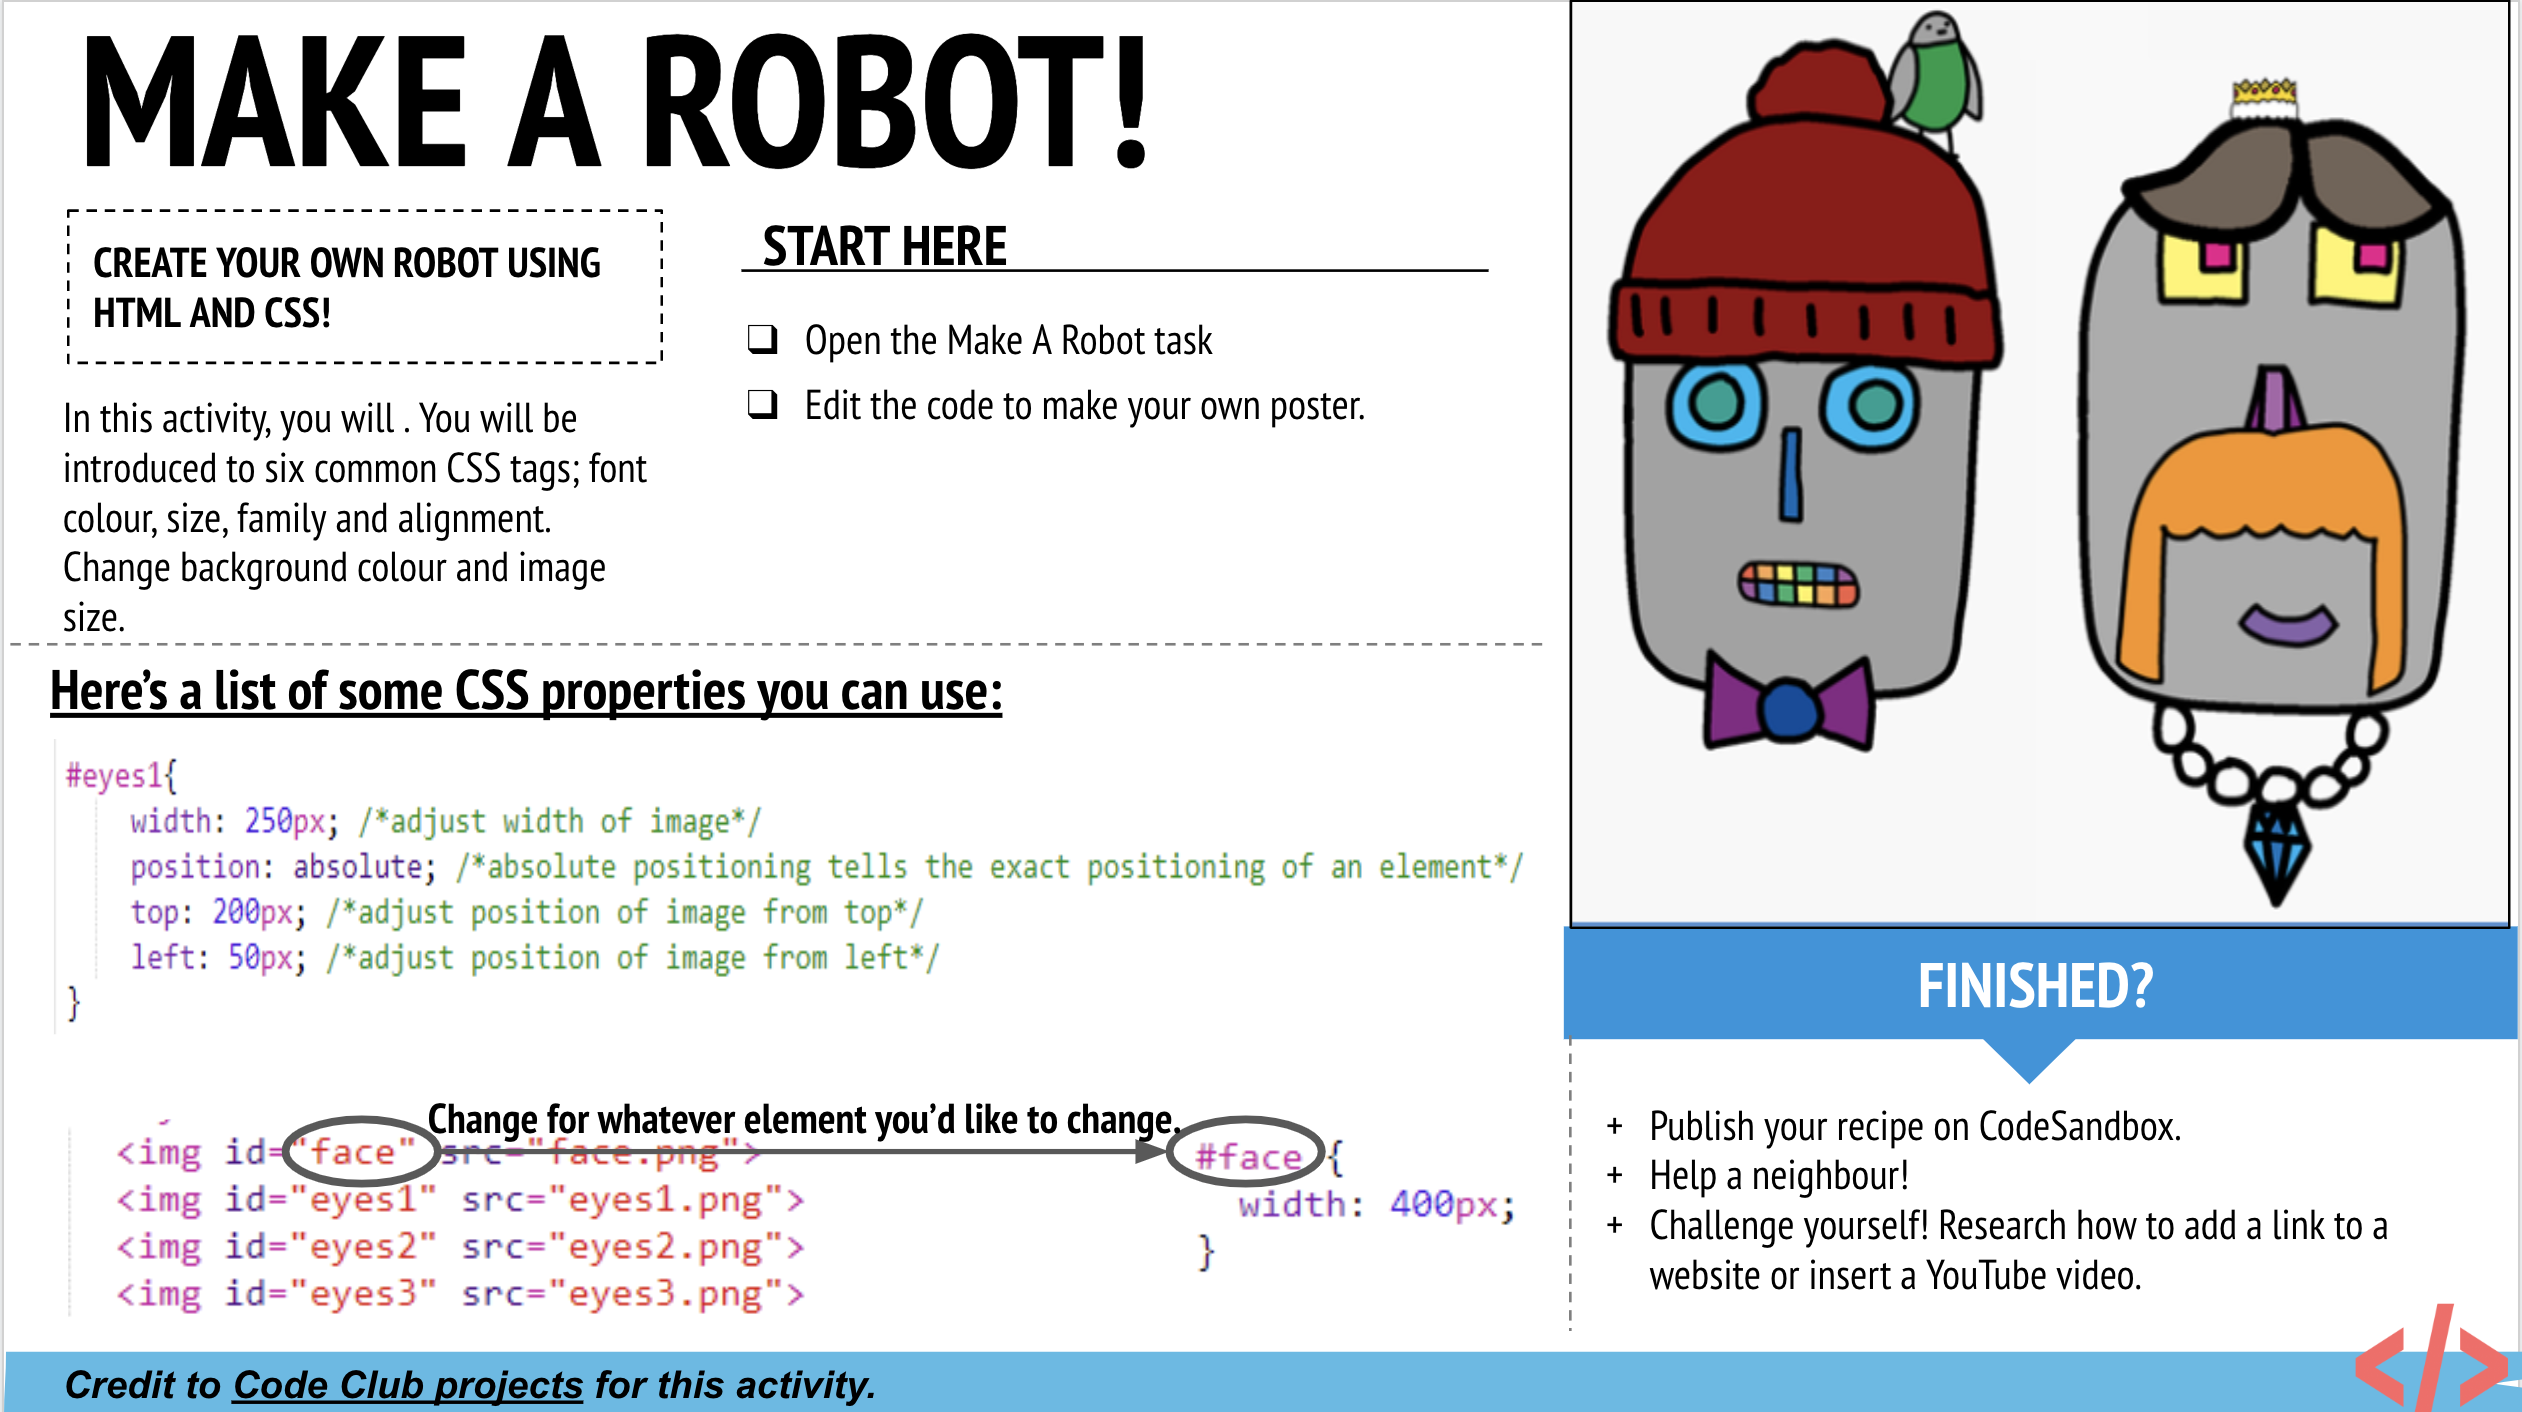 MAKE A ROBOT!
CREATE YOUR OWN ROBOT USING
HTML AND CSS!
In this activity, you will . You will be
introduced to six common CSS tags; font
colour, size, family and alignment.
Change background colour and image
size.
START HERE
❑ Open the Make A Robot task
❑ Edit the code to make your own poster.
Here’s a list of some CSS properties you can use:
#eyes1{
width: 250px; /*adjust width of image*/
position: absolute; /*absolute positioning tells the exact positioning of an element*/
top: 200px; /*adjust position of image from top*/
left: 50px; /*adjust position of image from left*/
}
Change for whatever element you’d like to change.
<img id="face" src="face.png">
<img id="eyes1" src="eyes1.png">
<img id="eyes2" src="eyes2.png">
<img id="eyes3" src="eyes3.png">
#face {
width: 400px;
}
FINISHED?
+ Publish your recipe on CodeSandbox.
+ Help a neighbour!
+ Challenge yourself! Research how to add a link to a
website or insert a YouTube video.
Credit to Code Club projects for this activity.
</>